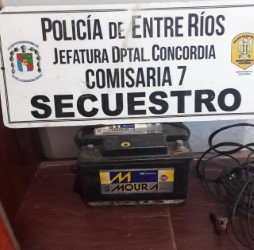 POLICÍA DE ENTRE RÍOS
JEFATURA DPTAL. CONCORDIA
COMISARIA 7
SECUESTRO
MOURA